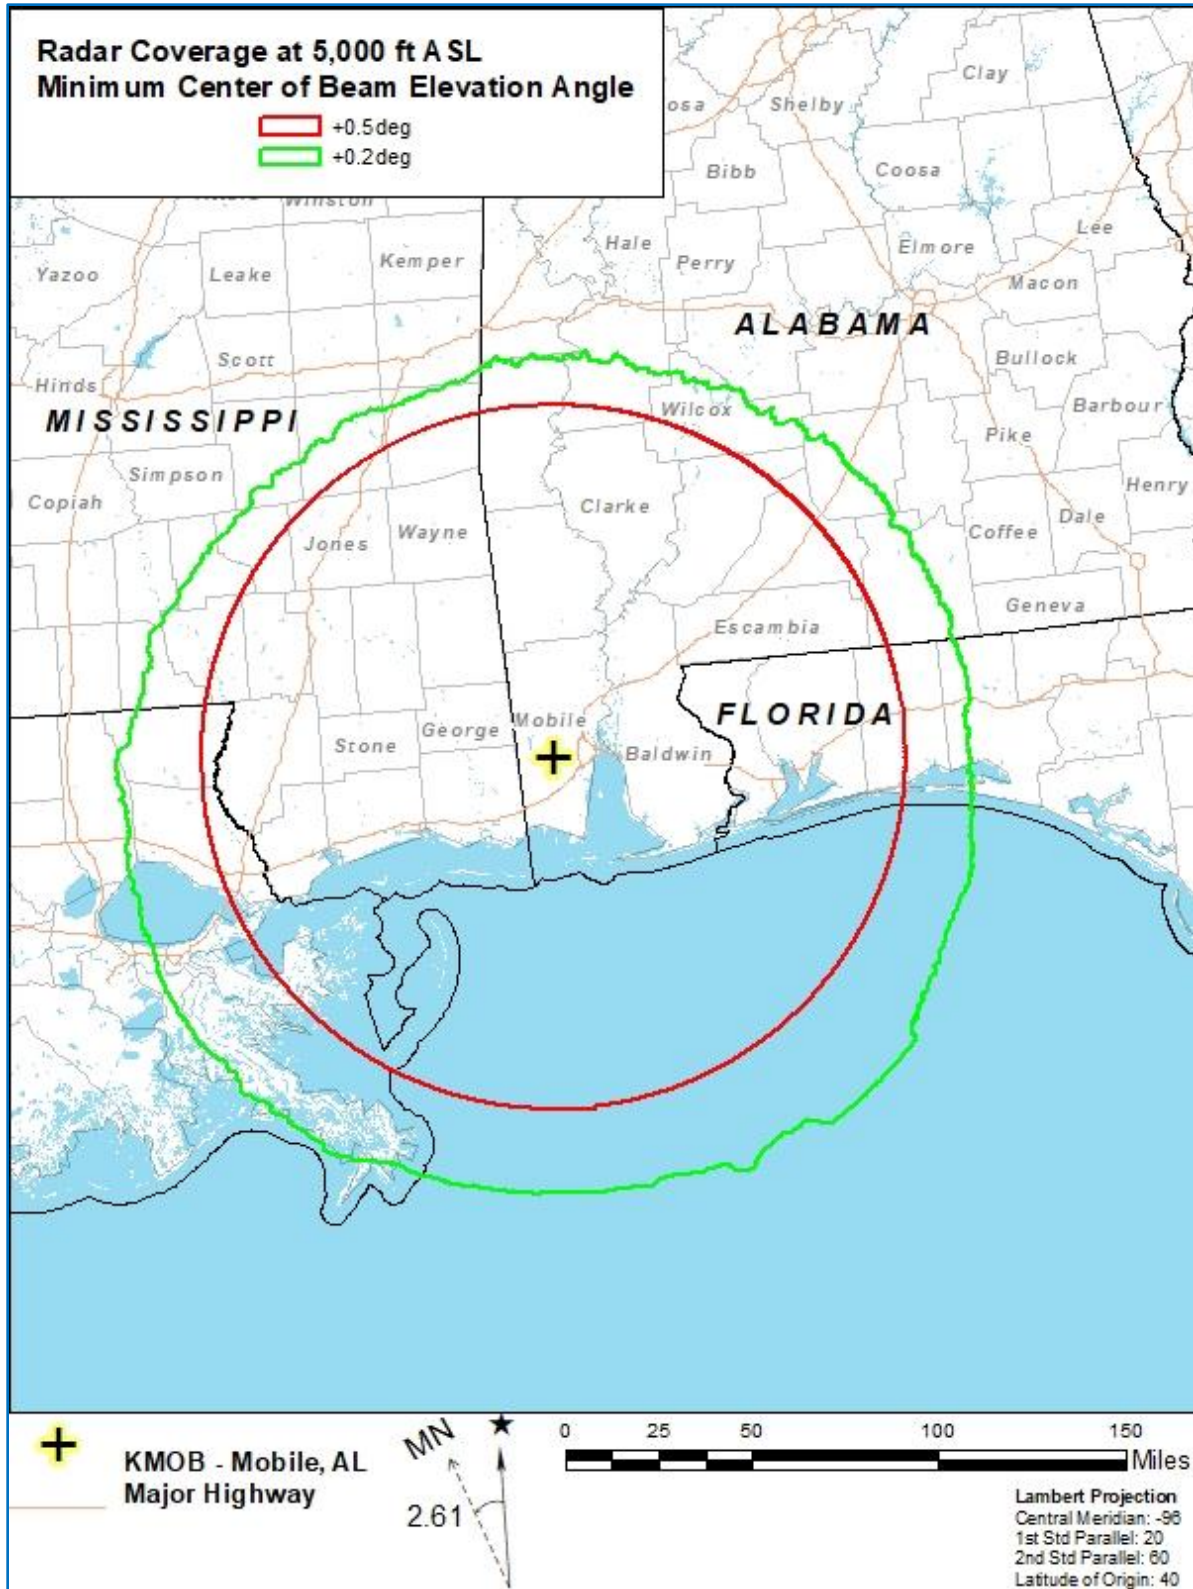 Radar Coverage at 5,000 ft ASL
Minimum Center of Beam Elevation Angle
+0.5deg
+0.2deg
Clay
osa
Shelby
Bibb
Coosa
Winston
Lee
Hale
Elmore
Kemper
Perry
Yazoo
Leake
Macon
ALABAMA
Scott
Bullock
Hinds
Barbour
Wilcox
MISSISSIPPI
Pike
Simpson
Henry
Copiah
Clarke
Dale
Wayne
Coffee
Jones
Geneva
Escambia
FLORIDA
Mobile
George
Stone
Baldwin
KMOB - Mobile, AL
Major Highway
MN
2.61
0 25 50 100 150
Miles
Lambert Projection
Central Meridian: -96
1st Std Parallel: 20
2nd Std Parallel: 60
Latitude of Origin: 40